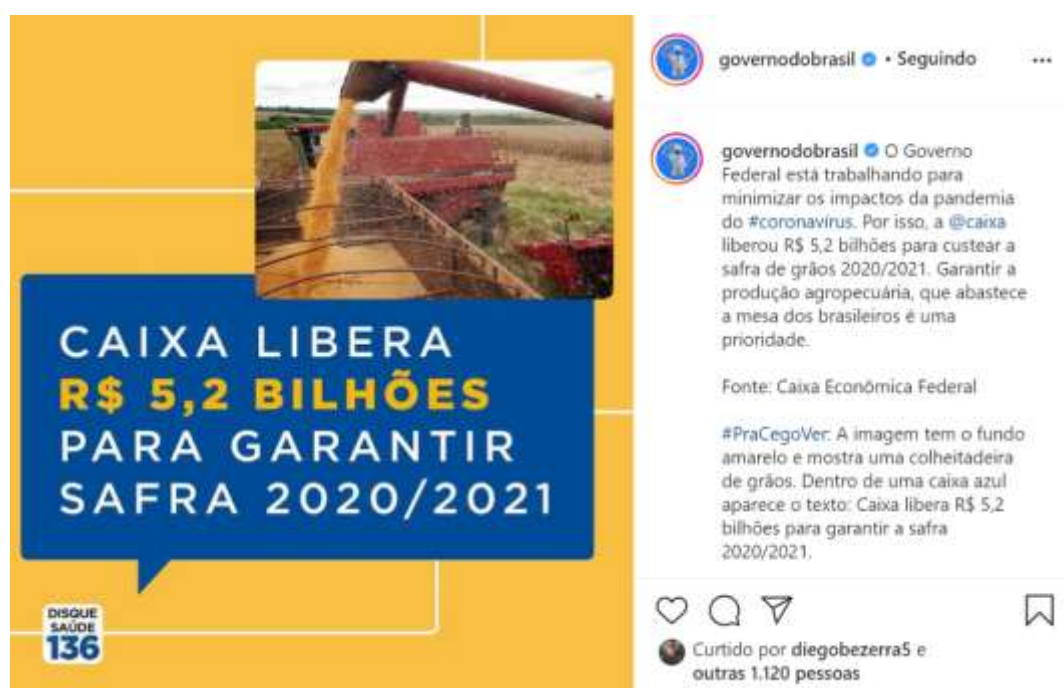 CAIXA LIBERA
R$ 5,2 BILHÕES
PARA GARANTIR
SAFRA 2020/2021
DISQUE
SAÚDE
136
governodobrasil • Seguindo
governodobrasil O Governo
Federal está trabalhando para
minimizar os impactos da pandemia
do #coronavírus. Por isso, a @caixa
liberou R$ 5,2 bilhões para custear a
safra de grãos 2020/2021. Garantir a
produção agropecuária, que abastece
a mesa dos brasileiros é uma
prioridade.
Fonte: Caixa Econômica Federal
#PraCegoVer: A imagem tem o fundo
amarelo e mostra uma colheitadeira
de grãos. Dentro de uma caixa azul
aparece o texto: Caixa libera R$ 5,2
bilhões para garantir a safra
2020/2021.
Curtido por diegobezerra5 e
outras 1.120 pessoas